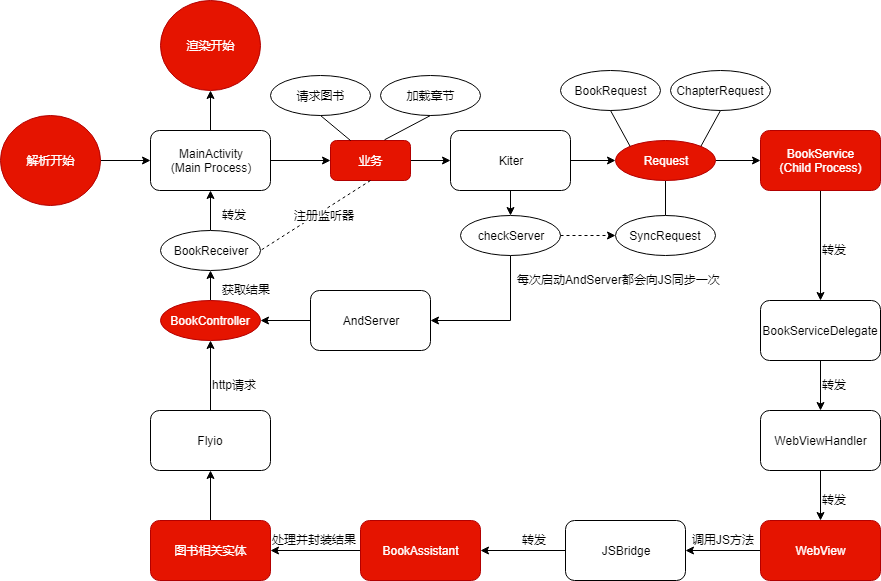 渲染开始
请求图书
加载章节
BookRequest
ChapterRequest
解析开始
MainActivity
(Main Process)
业务
Kiter
Request
BookService
(Child Process)
转发
注册监听器
BookReceiver
checkServer
SyncRequest
转发
每次启动AndServer都会向JS同步一次
获取结果
BookController
AndServer
BookServiceDelegate
http请求
转发
Flyio
WebViewHandler
转发
图书相关实体
处理并封装结果
BookAssistant
转发
JSBridge
调用JS方法
WebView